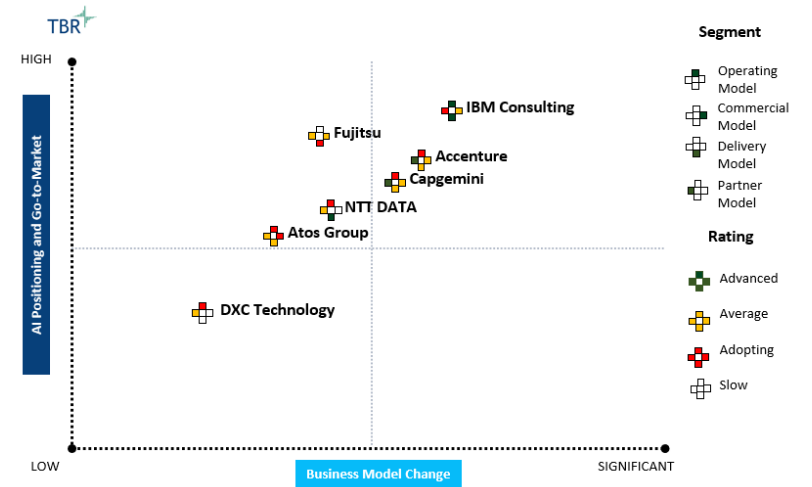 TBR
HIGH
AI Positioning and Go-to-Market
IBM Consulting
Fujitsu
Accenture
Capgemini
NTT DATA
Atos Group
DXC Technology
LOW
Business Model Change
SIGNIFICANT
Segment
Operating
Model
Commercial
Model
Delivery
Model
Partner
Model
Rating
Advanced
Average
Adopting
Slow